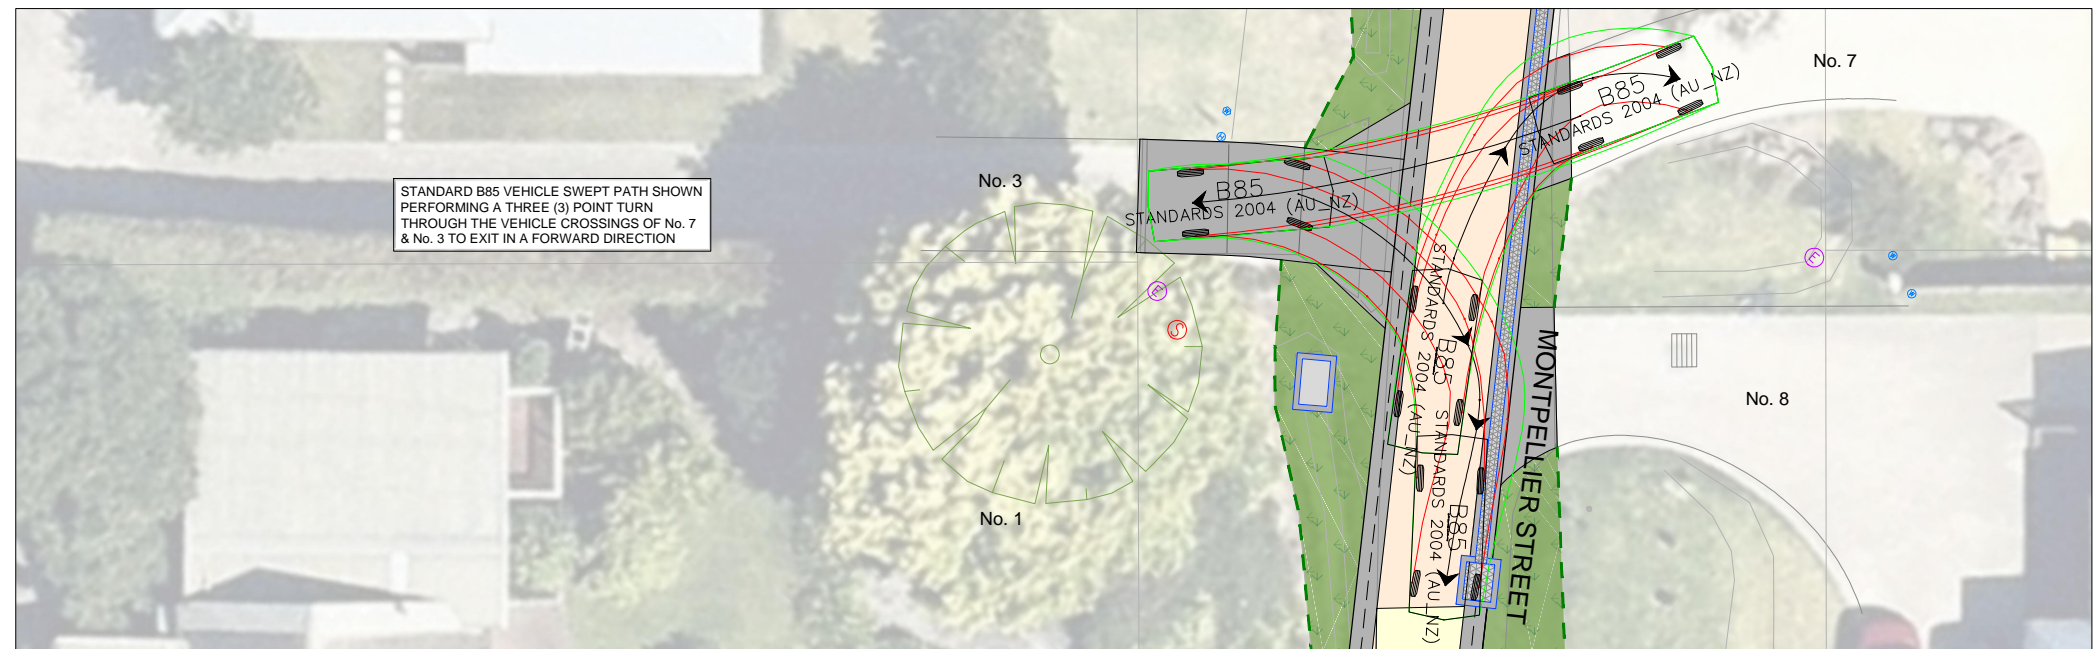 No. 7
B85
STANDARDS 2004 (AU_NZ)
No. 3
STANDARD B85 VEHICLE SWEPT PATH SHOWN
PERFORMING A THREE (3) POINT TURN
THROUGH THE VEHICLE CROSSINGS OF No. 7
& No. 3 TO EXIT IN A FORWARD DIRECTION
B85
STANDARDS 2004 (AU_NZ)
E
E
S
B85
STANDARDS 2004 (AU_NZ)
MONTPELLIER STREET
No. 8
B85
STANDARDS 2004 (AU_NZ)
No. 1